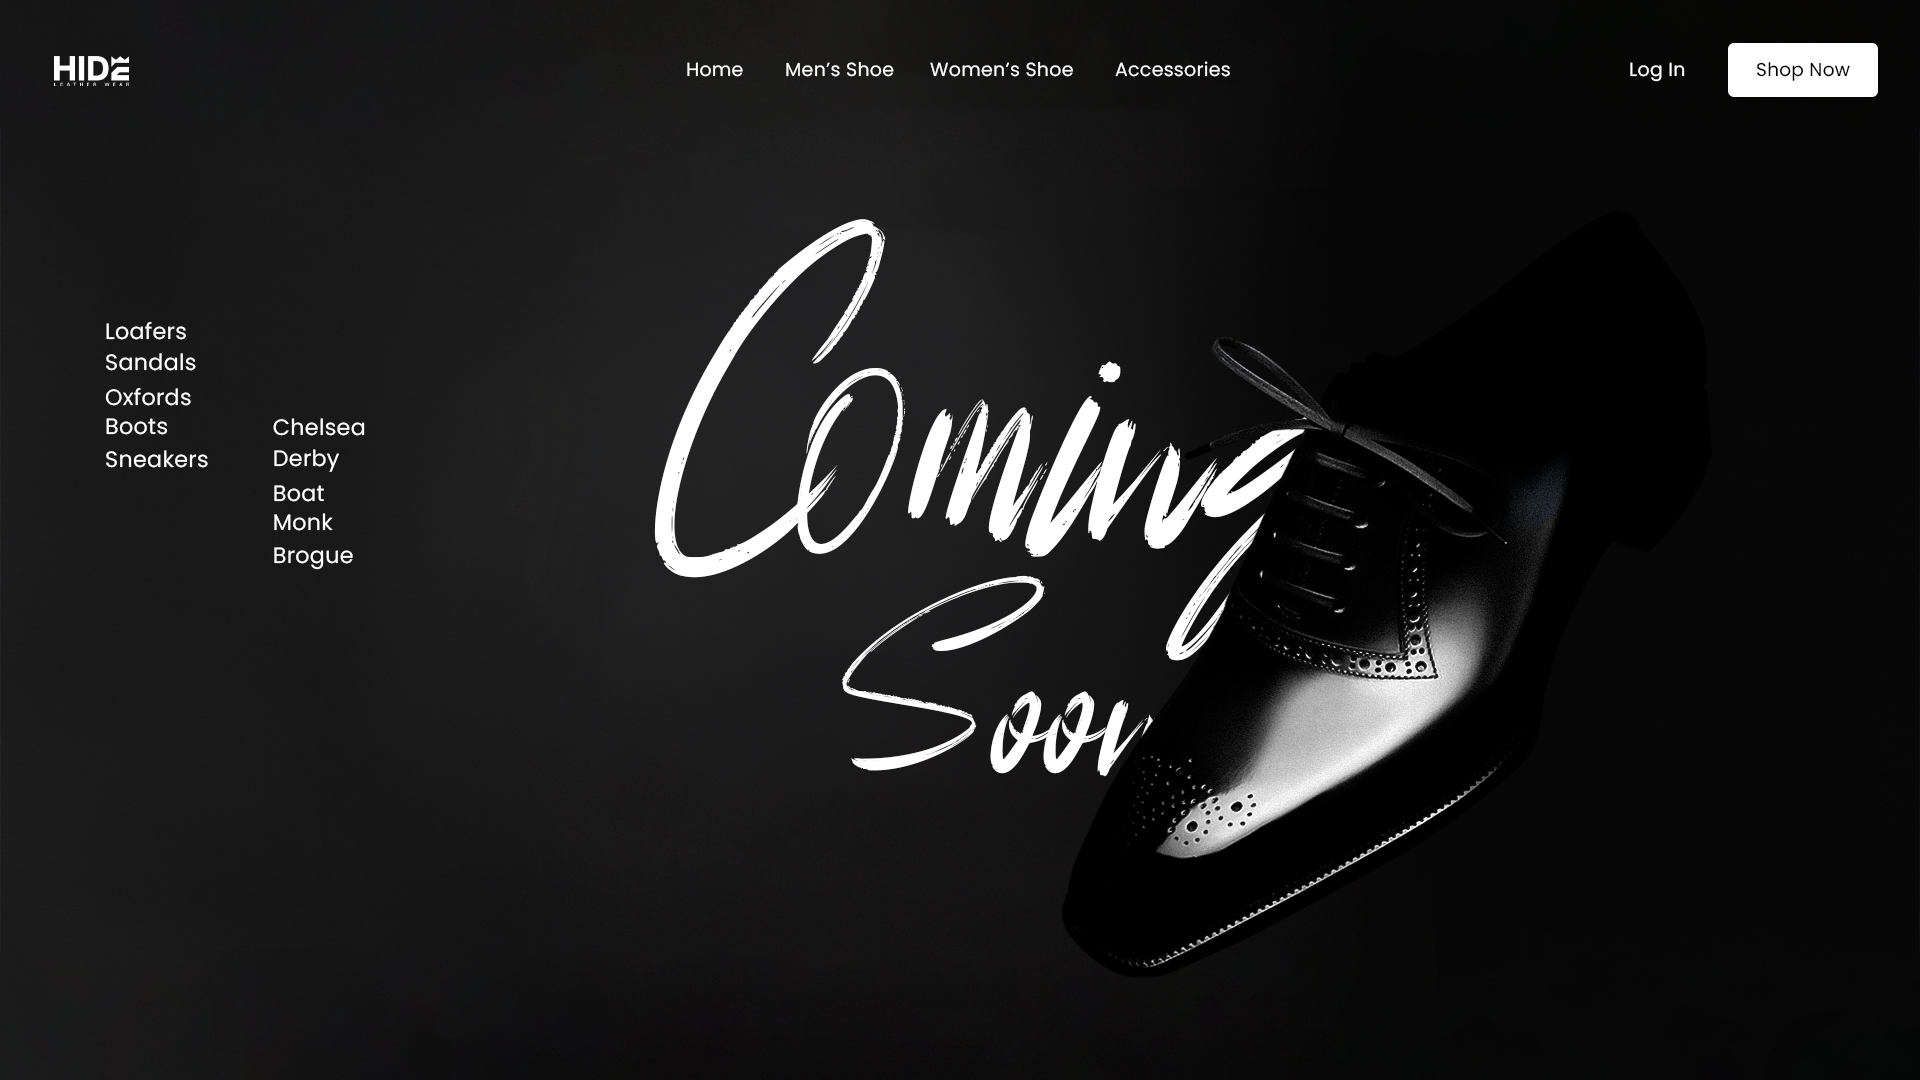 HIDE
LEATHER WEAR
Home Men’s Shoe Women’s Shoe Accessories
Log In
Shop Now
Loafers
Sandals
Oxfords
Boots
Sneakers
Chelsea
Derby
Boat
Monk
Brogue
Coming
Soon